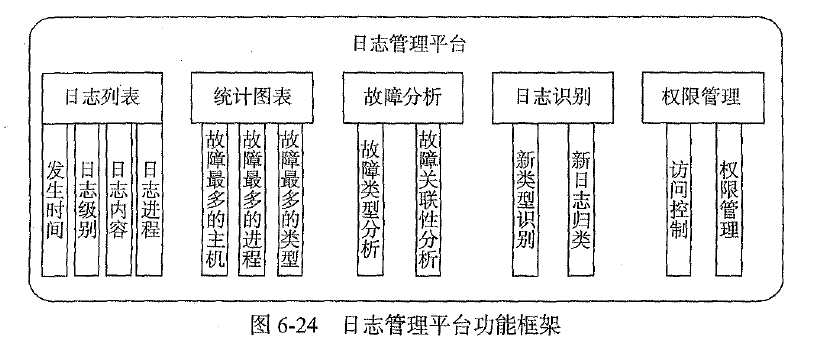 日志管理平台
日志列表
统计图表
故障分析
日志识别
权限管理
发生时间
日志级别
日志内容
日志进程
故障最多的主机
故障最多的进程
故障最多的类型
故障类型分析
故障关联性分析
新类型识别
新日志归类
访问控制
权限管理
图 6-24 日志管理平台功能框架